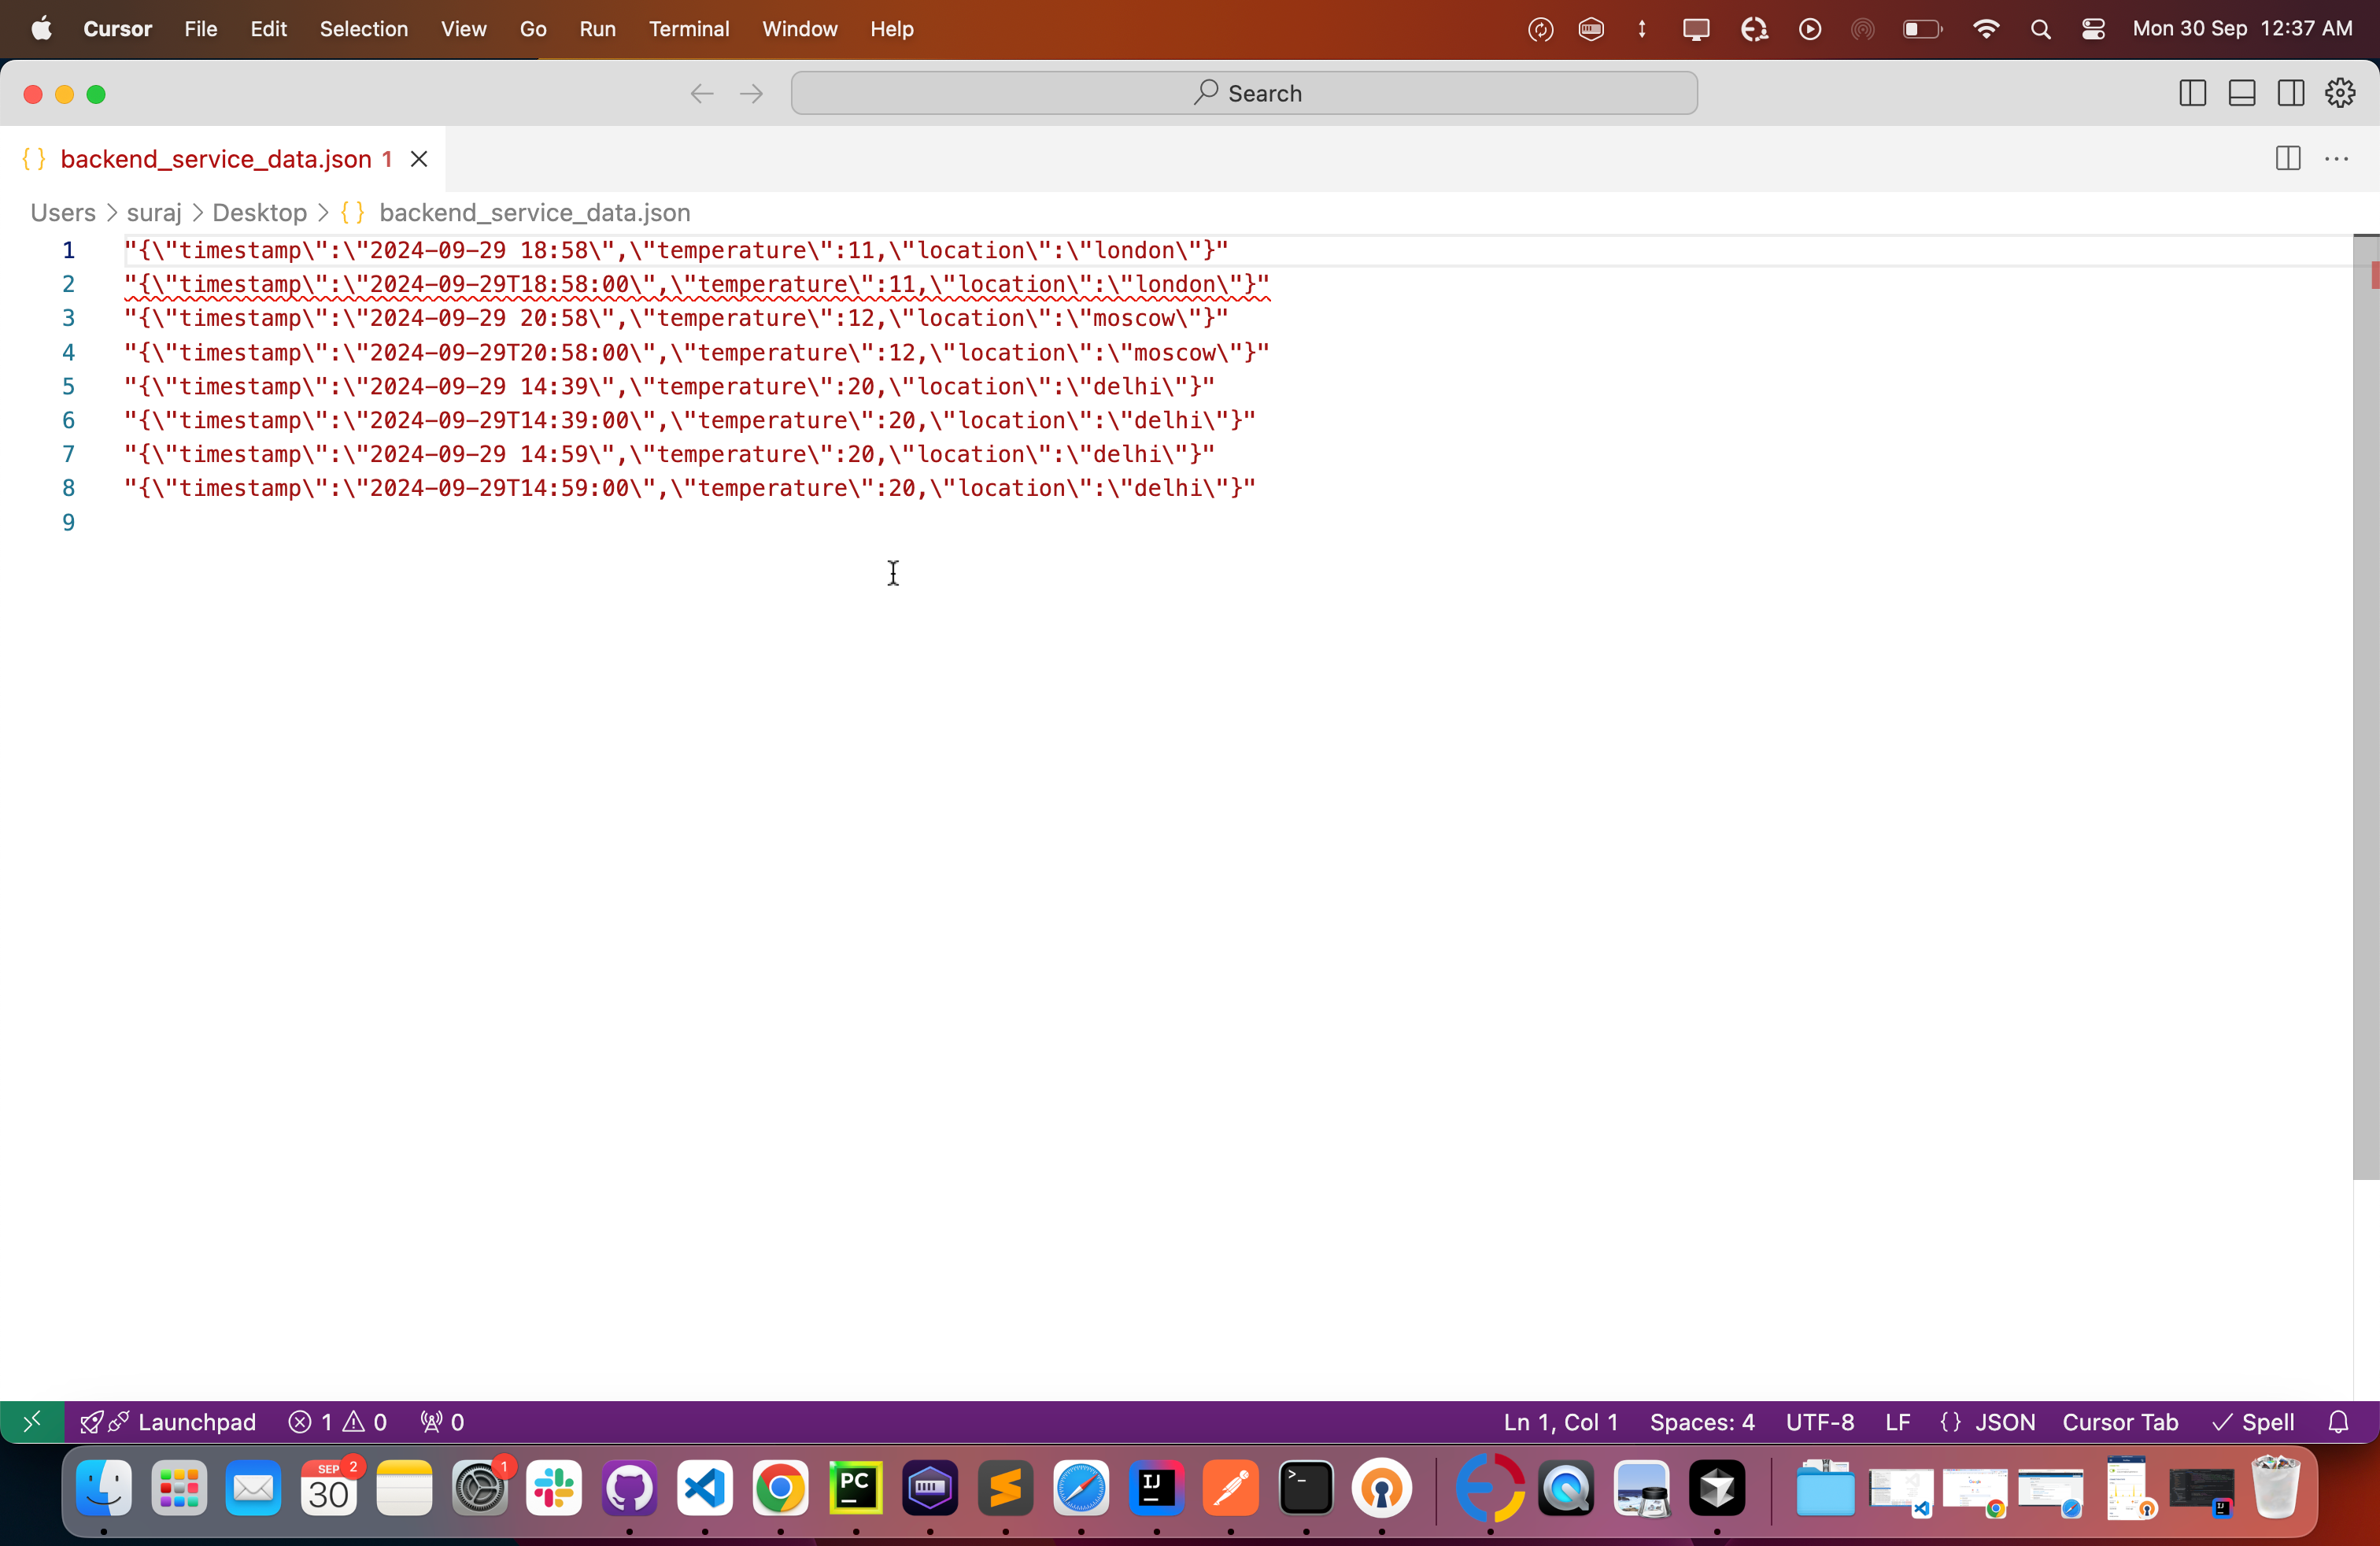 Cursor File Edit Selection View Go Run Terminal Window Help Mon 30 Sep 12:37 AM
Search
{} backend_service_data.json 1
Users > suraj > Desktop > {} backend_service_data.json
1 "{\"timestamp\":\"2024-09-29 18:58\",\"temperature\":11,\"location\":\"london\"}"
2 "{\"timestamp\":\"2024-09-29T18:58:00\",\"temperature\":11,\"location\":\"london\"}"
3 "{\"timestamp\":\"2024-09-29 20:58\",\"temperature\":12,\"location\":\"moscow\"}"
4 "{\"timestamp\":\"2024-09-29T20:58:00\",\"temperature\":12,\"location\":\"moscow\"}"
5 "{\"timestamp\":\"2024-09-29 14:39\",\"temperature\":20,\"location\":\"delhi\"}"
6 "{\"timestamp\":\"2024-09-29T14:39:00\",\"temperature\":20,\"location\":\"delhi\"}"
7 "{\"timestamp\":\"2024-09-29 14:59\",\"temperature\":20,\"location\":\"delhi\"}"
8 "{\"timestamp\":\"2024-09-29T14:59:00\",\"temperature\":20,\"location\":\"delhi\"}"
9
Launchpad 1 0 0 Ln 1, Col 1 Spaces: 4 UTF-8 LF {} JSON Cursor Tab Spell
SEP 2 30 1 PC IJ >_